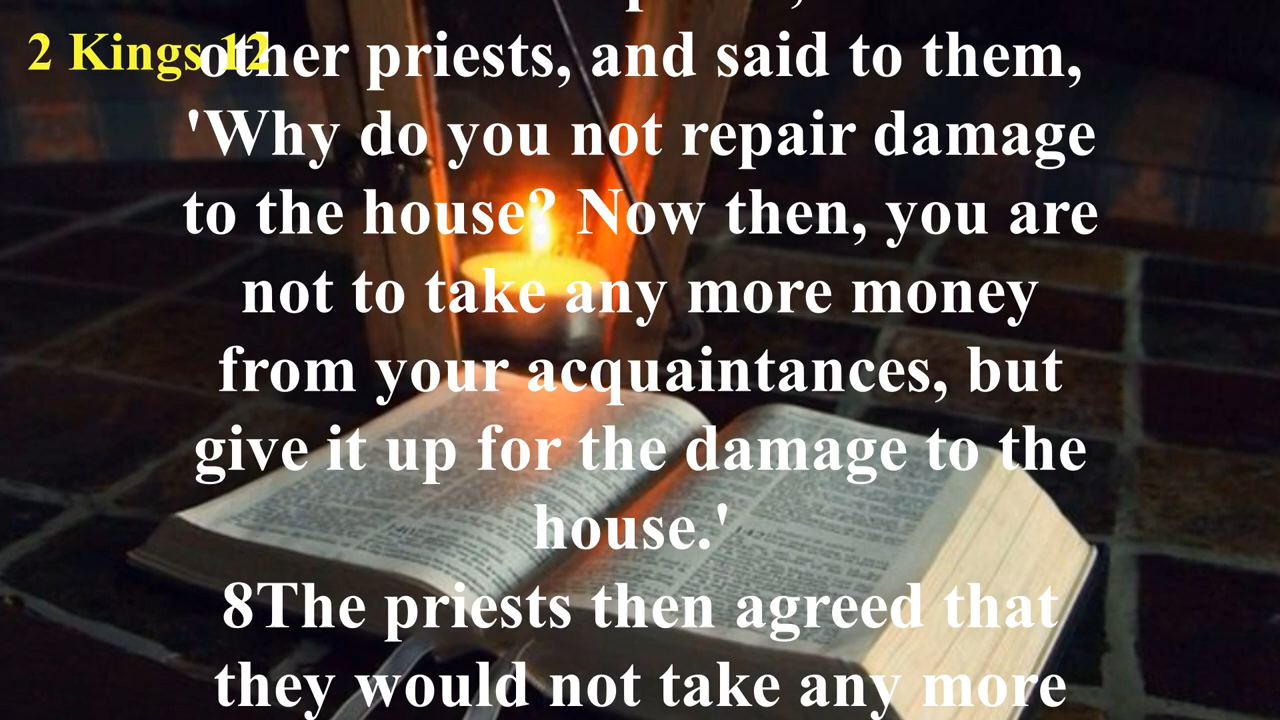 2 Kings 12
other priests, and said to them,
'Why do you not repair damage
to the house? Now then, you are
not to take any more money
from your acquaintances, but
give it up for the damage to the
house.'
8The priests then agreed that
they would not take any more